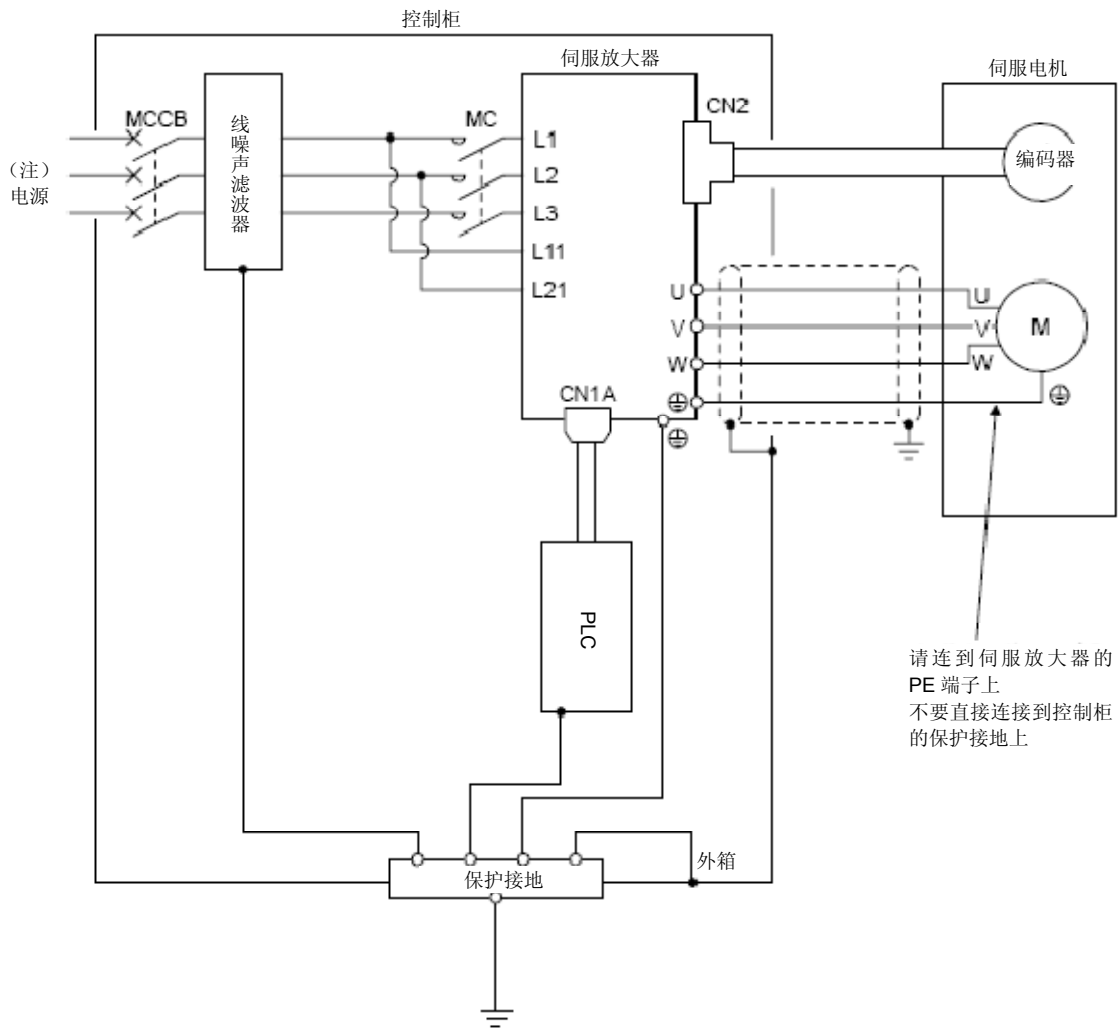 控制柜
伺服放大器
伺服电机
MCCB
线噪声滤波器
MC
CN2
(注)
电源
L1
L2
L3
L11
L21
编码器
U
V
W
U
V
W
M
CN1A
PLC
请连到伺服放大器的
PE 端子上
不要直接连接到控制柜
的保护接地上
外箱
保护接地